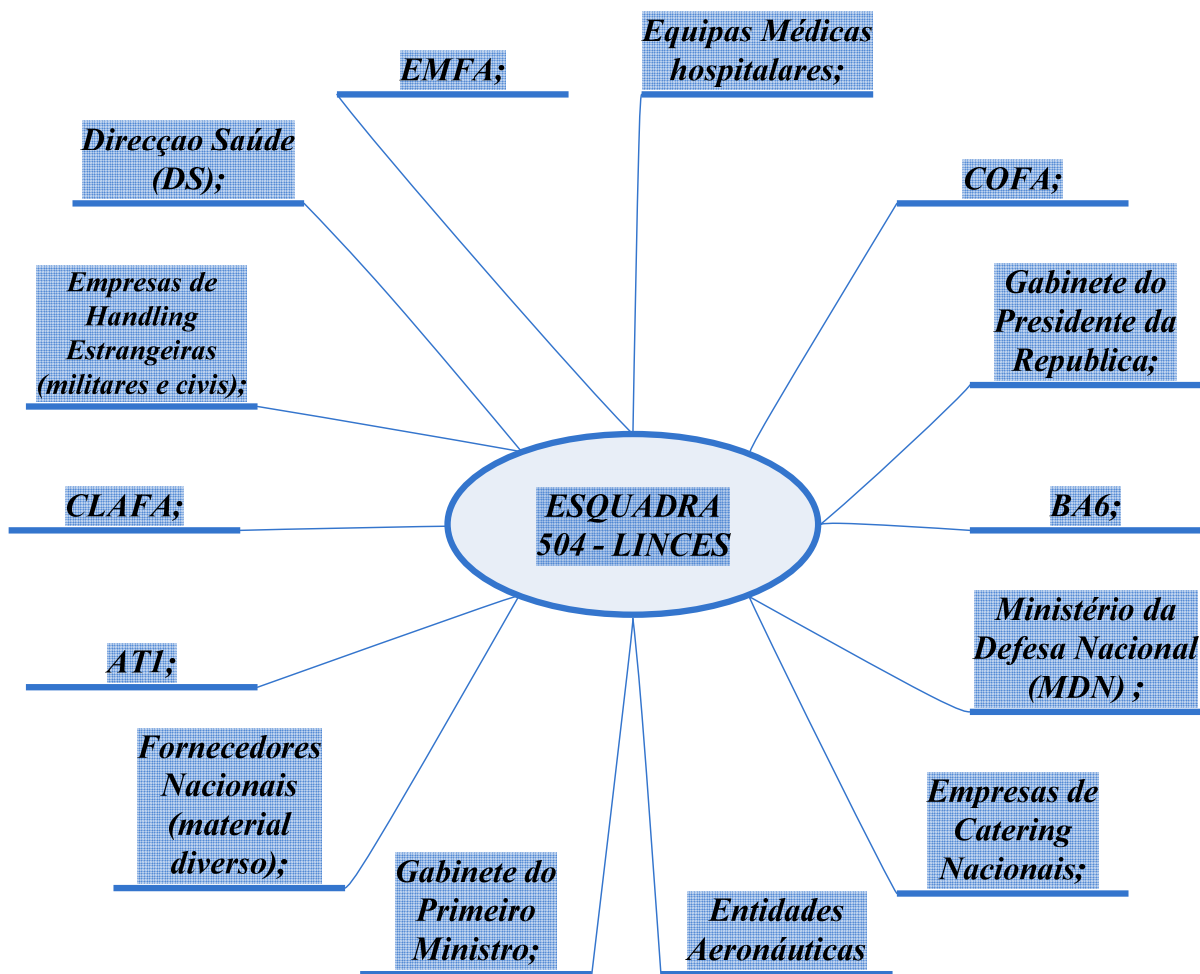 Equipas Médicas
hospitalares;
EMFA;
Direcçao Saúde
(DS);
COFA;
Empresas de
Handling
Estrangeiras
(militares e civis);
Gabinete do
Presidente da
Republica;
CLAFA;
ESQUADRA
504 - LINCES
BA6;
AT1;
Ministério da
Defesa Nacional
(MDN) ;
Fornecedores
Nacionais
(material
diverso);
Empresas de
Catering
Nacionais;
Gabinete do
Primeiro
Ministro;
Entidades
Aeronáuticas